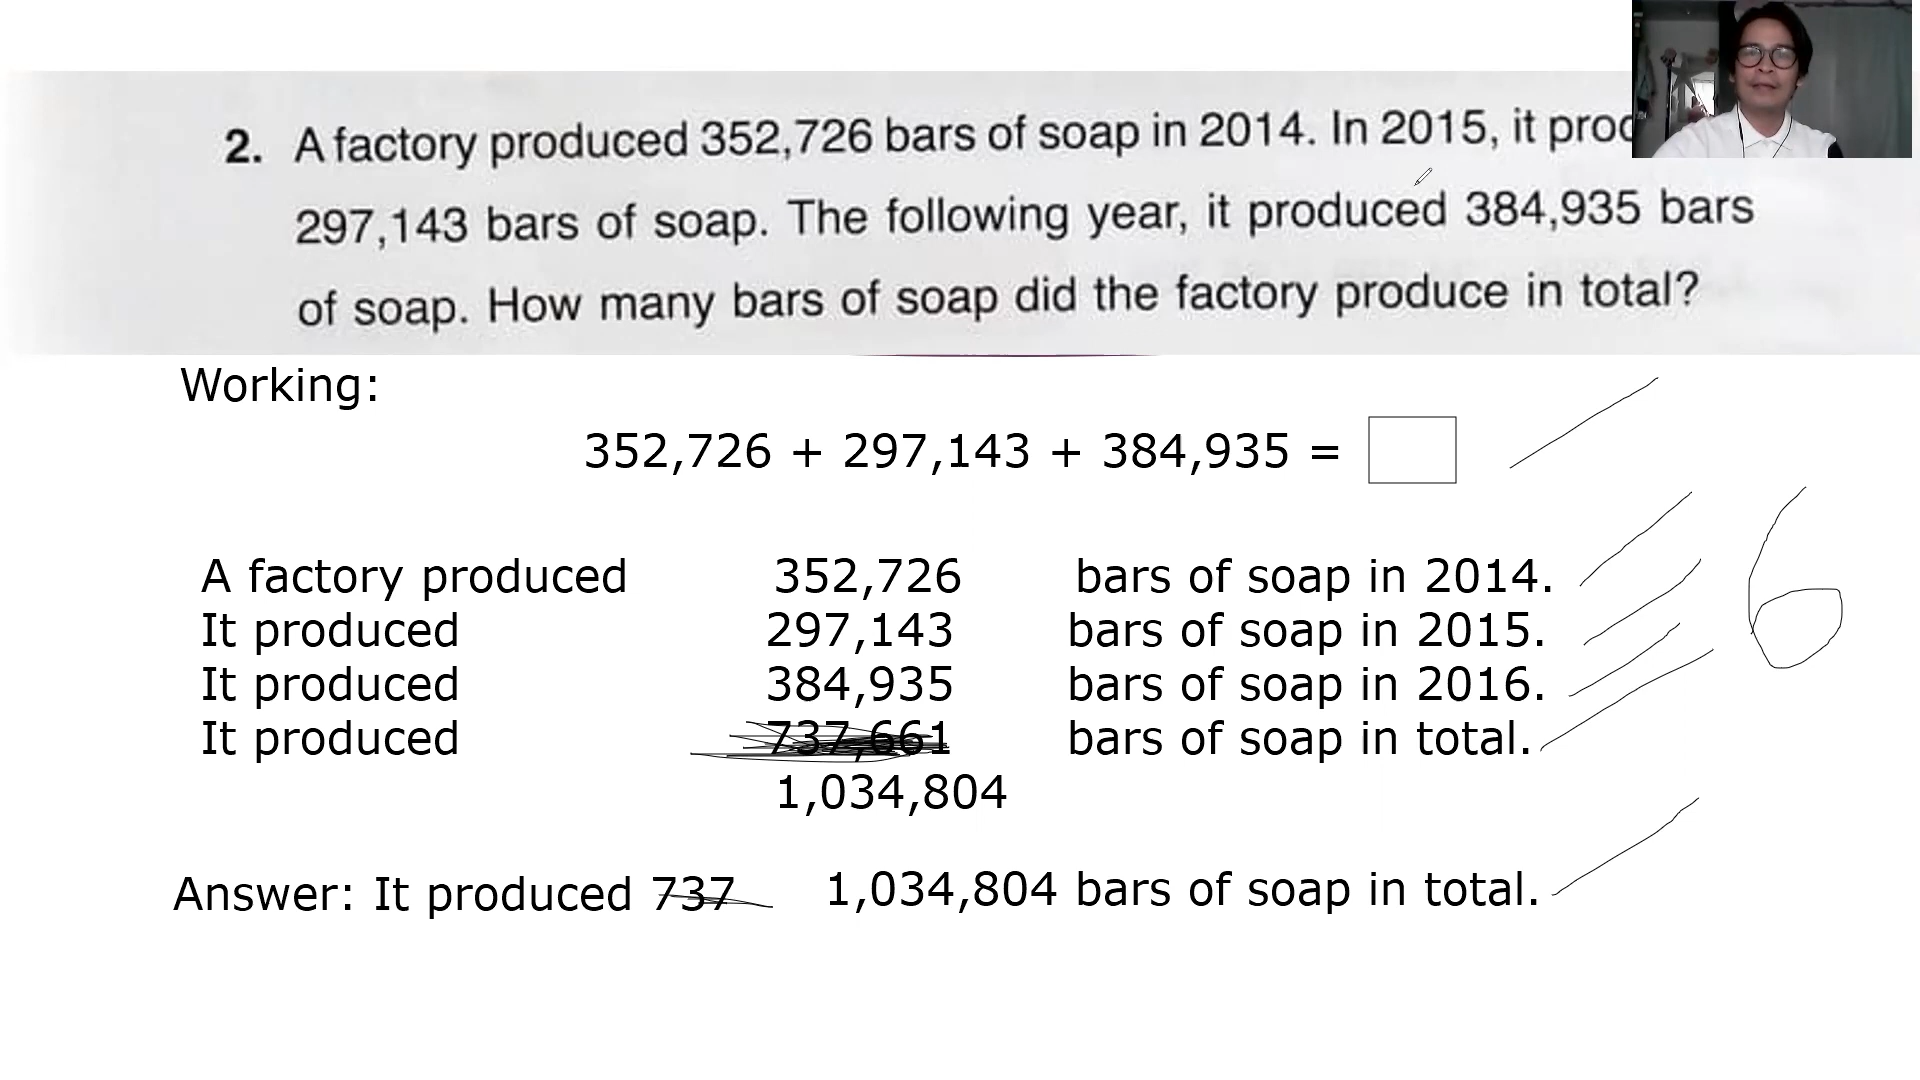 2. A factory produced 352,726 bars of soap in 2014. In 2015, it
297,143 bars of soap. The following year, it produced 384,935 bars
of soap. How many bars of soap did the factory produce in total?
Working:
352,726 + 297,143 + 384,935 =
A factory produced 352,726 bars of soap in 2014.
It produced 297,143 bars of soap in 2015.
It produced 384,935 bars of soap in 2016.
It produced 737,661 bars of soap in total.
1,034,804
6
Answer: It produced 737 1,034,804 bars of soap in total.